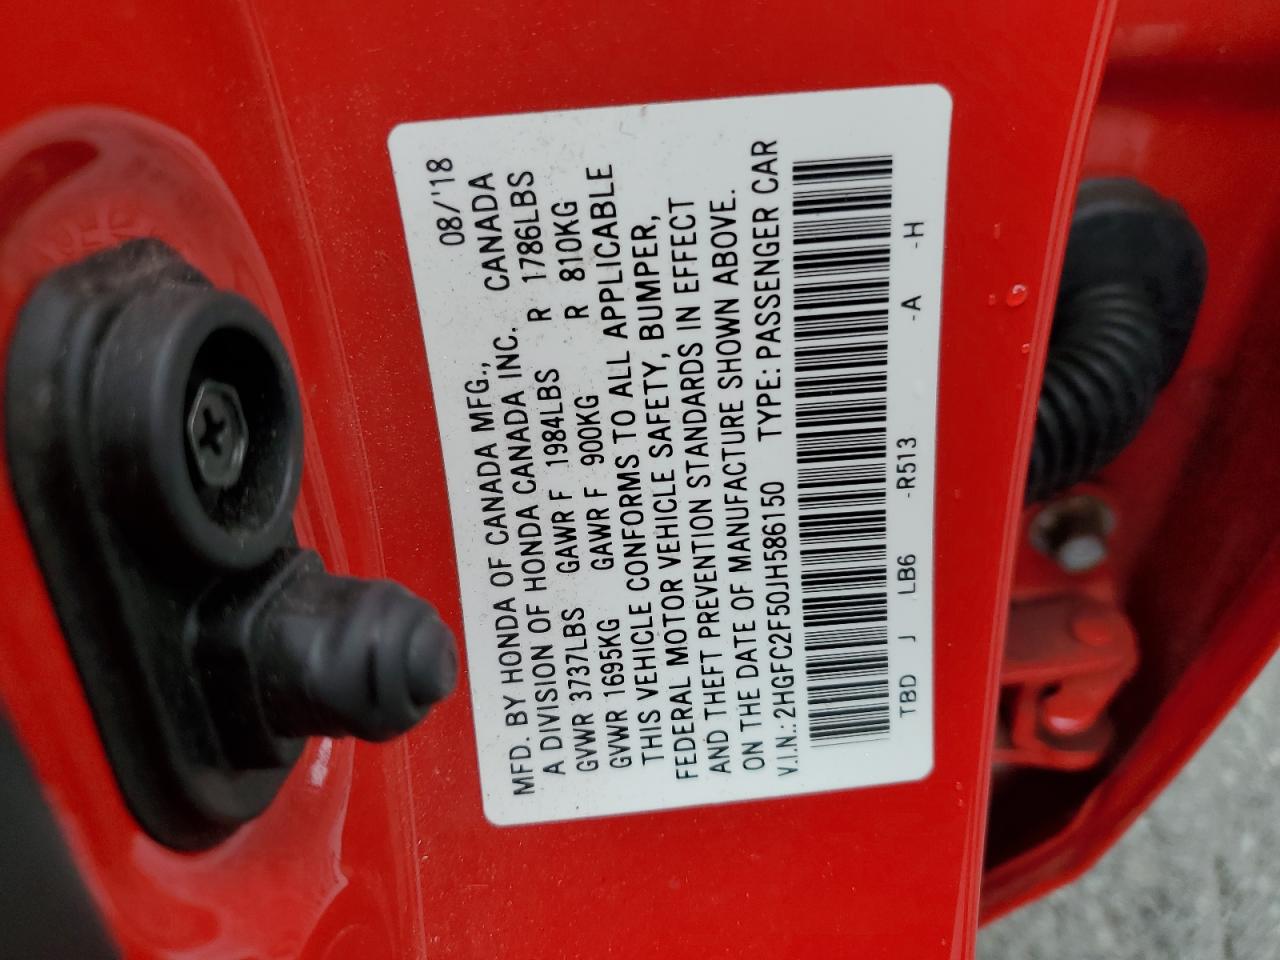 08/'18
MFD. BY HONDA OF CANADA MFG., CANADA
A DIVISION OF HONDA CANADA INC.
GVWR 3737LBS GAWR F 1984LBS R 1786LBS
GVWR 1695KG GAWR F 900KG R 810KG
THIS VEHICLE CONFORMS TO ALL APPLICABLE
FEDERAL MOTOR VEHICLE SAFETY, BUMPER,
AND THEFT PREVENTION STANDARDS IN EFFECT
ON THE DATE OF MANUFACTURE SHOWN ABOVE.
V.I.N.: 2HGFC2F50JH586150 TYPE: PASSENGER CAR
TBD J LB6 -R513 -A -H